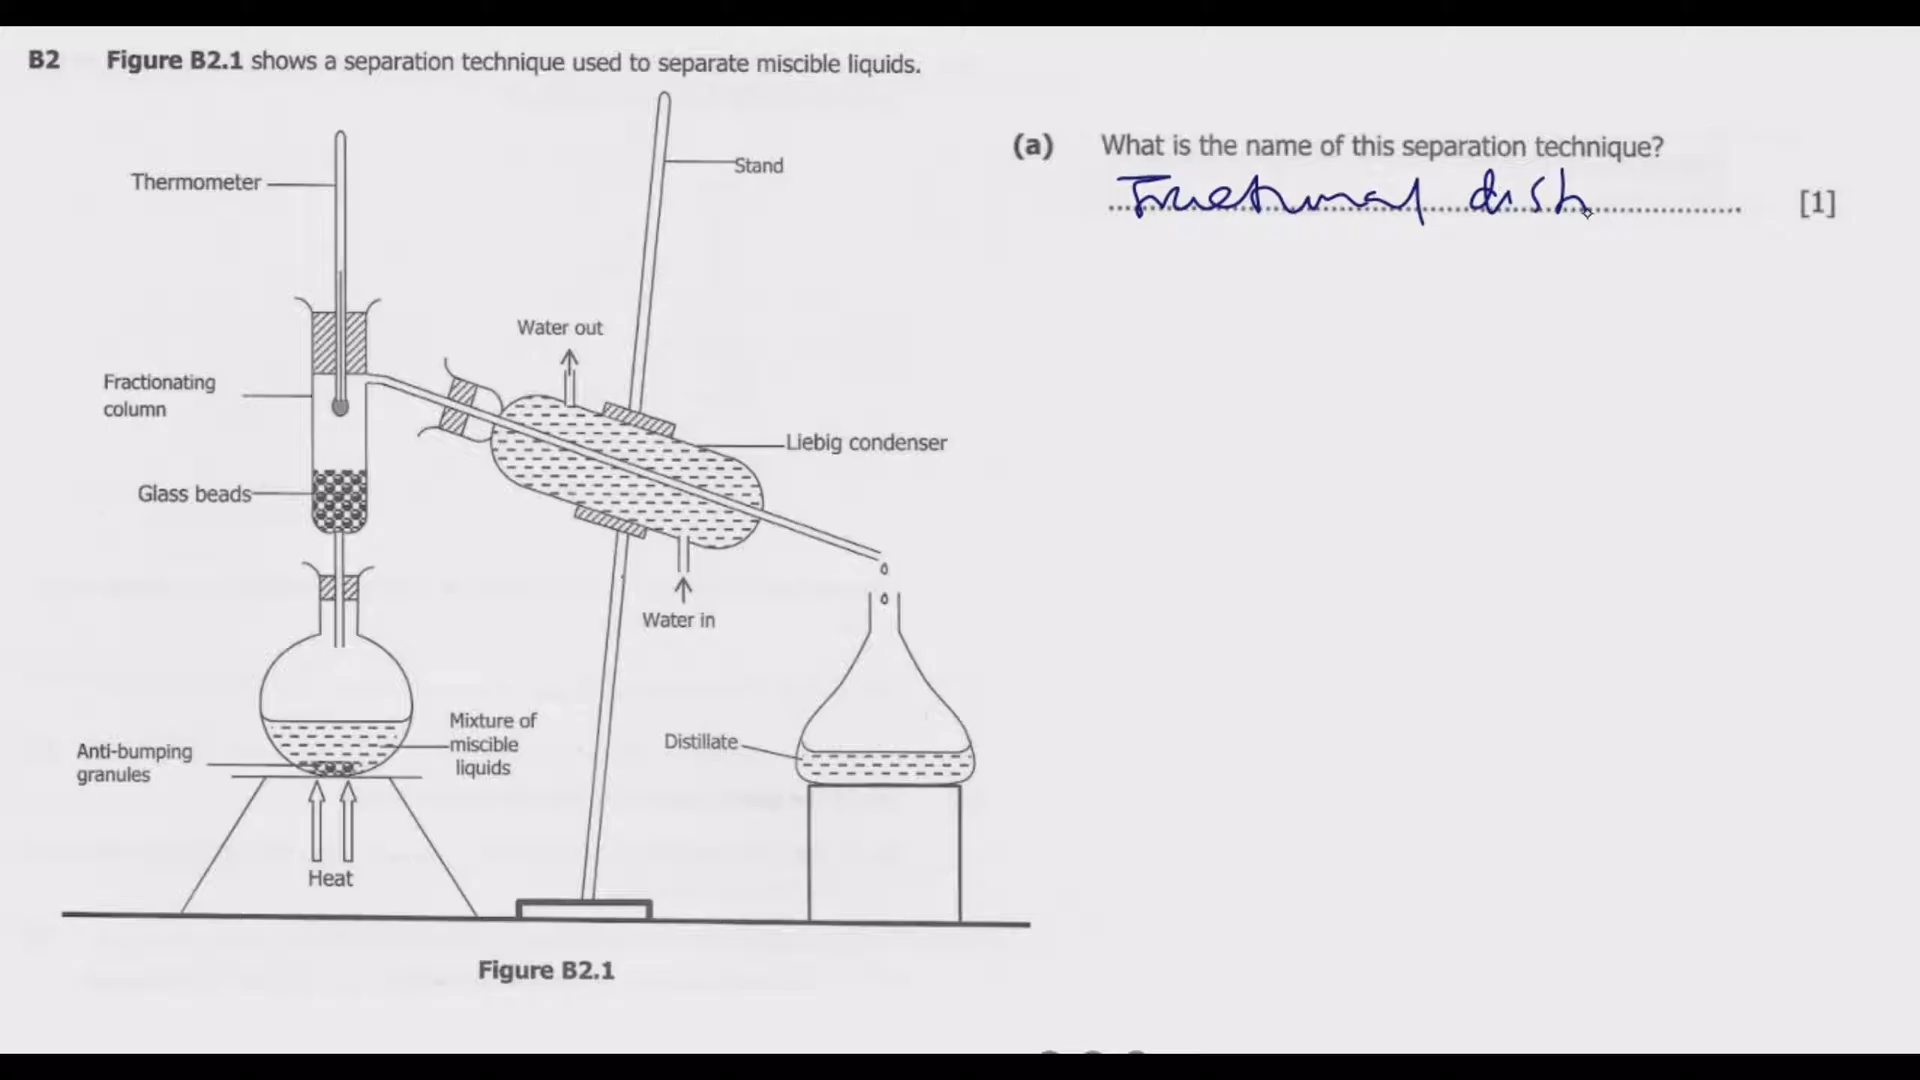 B2 Figure B2.1 shows a separation technique used to separate miscible liquids.
(a) What is the name of this separation technique?
Fractional dist
[1]
Thermometer
Stand
Water out
Fractionating
column
Liebig condenser
Glass beads
Water in
Mixture of
miscible
liquids
Anti-bumping
granules
Distillate
Heat
Figure B2.1